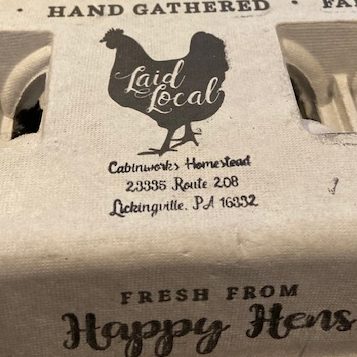 • HAND GATHERED •
Laid
Local
Cabinworks Homestead
23335 Route 208
Lickingville, PA 16332
FRESH FROM
Happy Hens